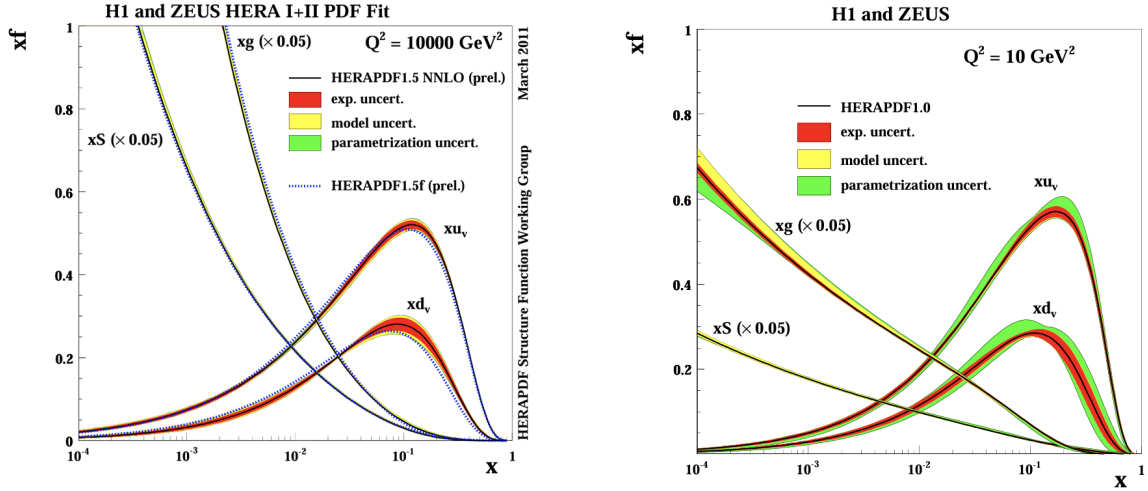 H1 and ZEUS HERA I+II PDF Fit
xf
1
0.8
0.6
0.4
0.2
0
xg (× 0.05)
Q² = 10000 GeV²
HERAPDF1.5 NNLO (prel.)
exp. uncert.
model uncert.
parametrization uncert.
HERAPDF1.5f (prel.)
xS (× 0.05)
xuᵥ
xdᵥ
10⁻⁴
10⁻³
10⁻²
10⁻¹
1
x
HERAPDF Structure Function Working Group March 2011
H1 and ZEUS
xf
1
0.8
0.6
0.4
0.2
Q² = 10 GeV²
HERAPDF1.0
exp. uncert.
model uncert.
parametrization uncert.
xuᵥ
xg (× 0.05)
xdᵥ
xS (× 0.05)
10⁻⁴
10⁻³
10⁻²
10⁻¹
1
x